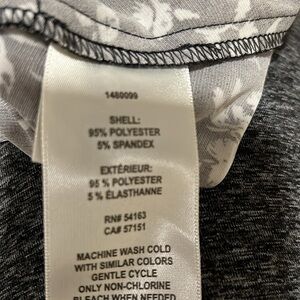 1480099
SHELL:
95% POLYESTER
5% SPANDEX
EXTÉRIEUR:
95 % POLYESTER
5 % ÉLASTHANNE
RN# 54163
CA# 57151
MACHINE WASH COLD
WITH SIMILAR COLORS
GENTLE CYCLE
ONLY NON-CHLORINE
BLEACH WHEN NEEDED